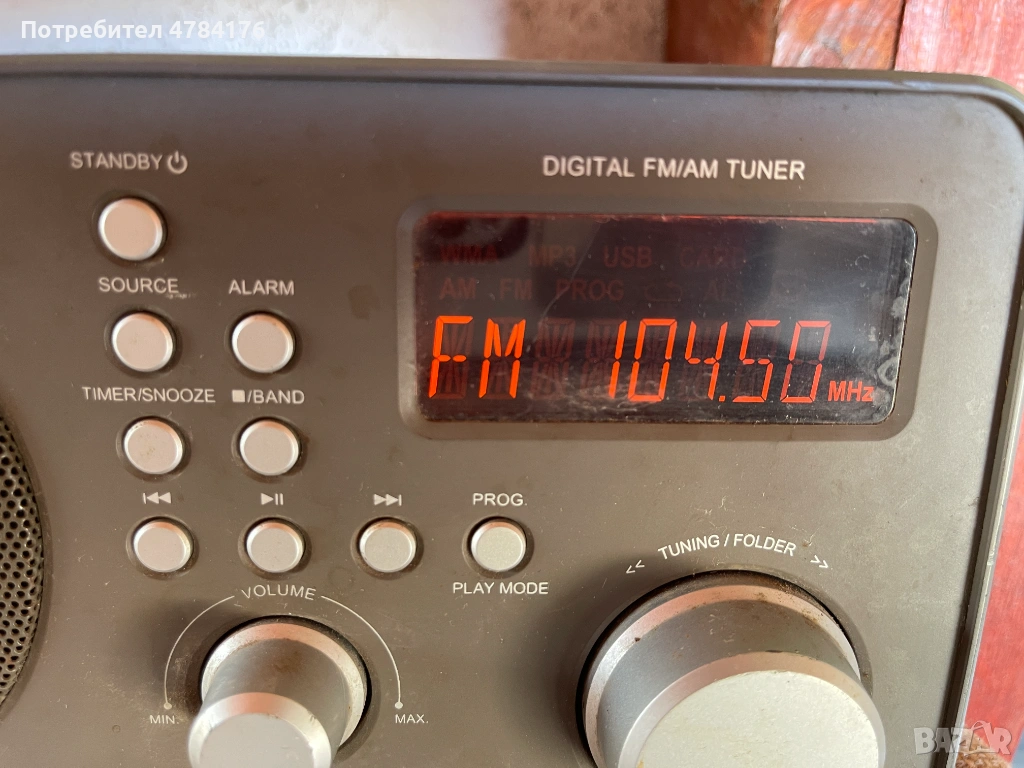 Потребител 4784176
STANDBY
DIGITAL FM/AM TUNER
SOURCE ALARM
WMA MP3 USB CARD
AM FM PROG
FM 104.50 MHz
TIMER/SNOOZE ■/BAND
PROG.
TUNING / FOLDER
PLAY MODE
VOLUME
MIN. MAX.
BAZAR